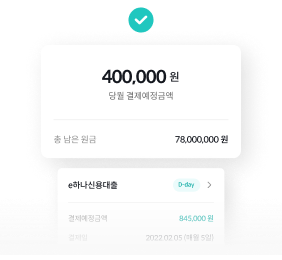 400,000 원
당월 결제예정금액
총 남은 원금 78,000,000 원
e하나신용대출 D-day
결제예정금액 845,000 원
결제일 2022.02.05 (매월 5일)